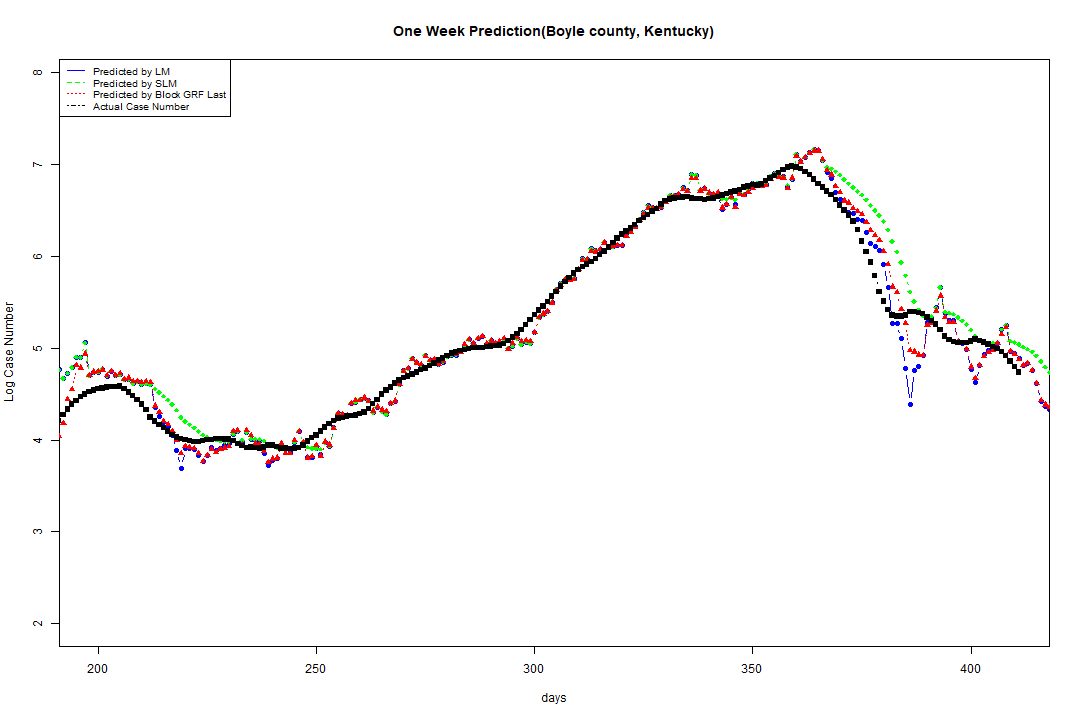 One Week Prediction(Boyle county, Kentucky)
Predicted by LM
Predicted by SLM
Predicted by Block GRF Last
Actual Case Number
8
7
6
5
4
3
2
Log Case Number
200 250 300 350 400
days